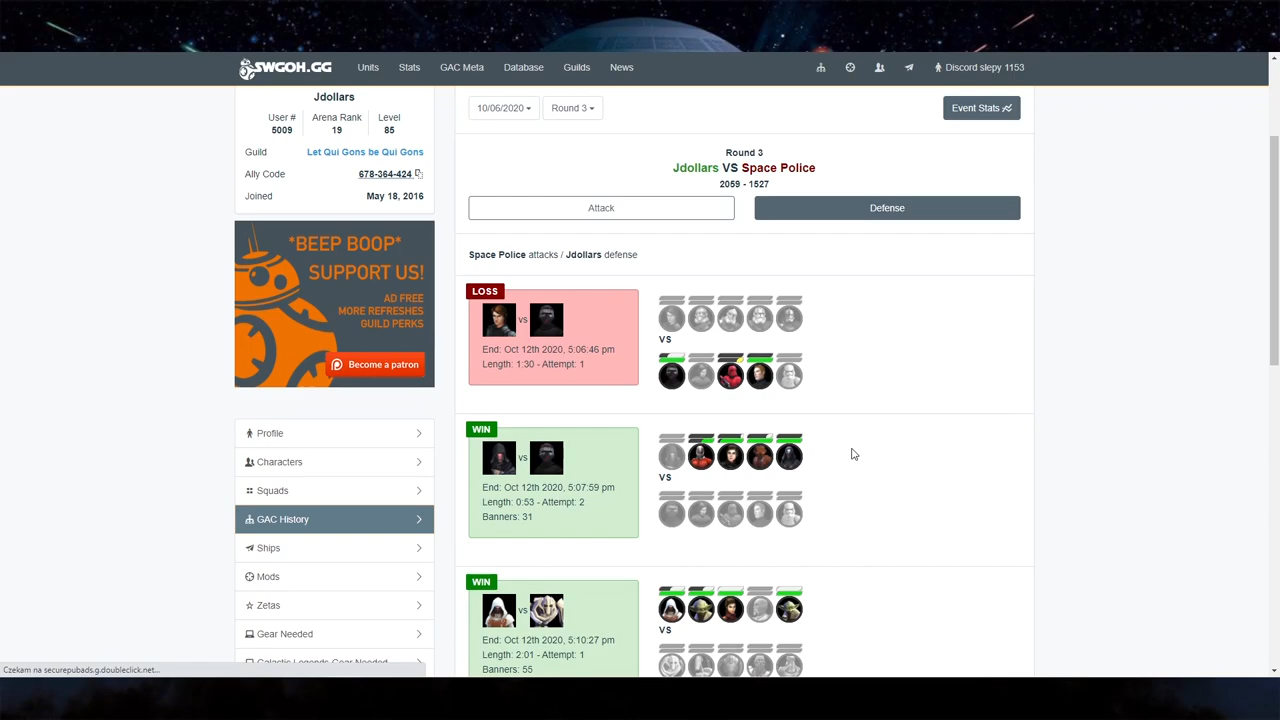 SWGOH.GG Units Stats GAC Meta Database Guilds News Discord slepy 1153
Jdollars
User # Arena Rank Level
5009 19 85
Guild Let Qui Gons be Qui Gons
Ally Code 678-364-424
Joined May 18, 2016
*BEEP BOOP*
SUPPORT US!
AD FREE
MORE REFRESHES
GUILD PERKS
Become a patron
Profile
Characters
Squads
GAC History
Ships
Mods
Zetas
Gear Needed
Galactic Legends Gear Needed
10/06/2020 Round 3 Event Stats
Round 3
Jdollars VS Space Police
2059 - 1527
Attack Defense
Space Police attacks / Jdollars defense
LOSS
vs
End: Oct 12th 2020, 5:06:46 pm
Length: 1:30 - Attempt: 1
VS
WIN
vs
End: Oct 12th 2020, 5:07:59 pm
Length: 0:53 - Attempt: 2
Banners: 31
VS
WIN
vs
End: Oct 12th 2020, 5:10:27 pm
Length: 2:01 - Attempt: 1
Banners: 55
VS
Czekam na securepubads.g.doubleclick.net...